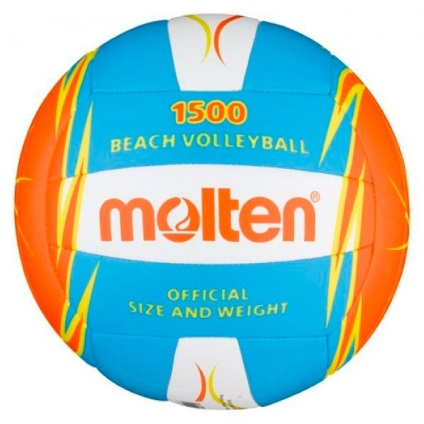 1500
BEACH VOLLEYBALL
molten®
OFFICIAL
SIZE AND WEIGHT